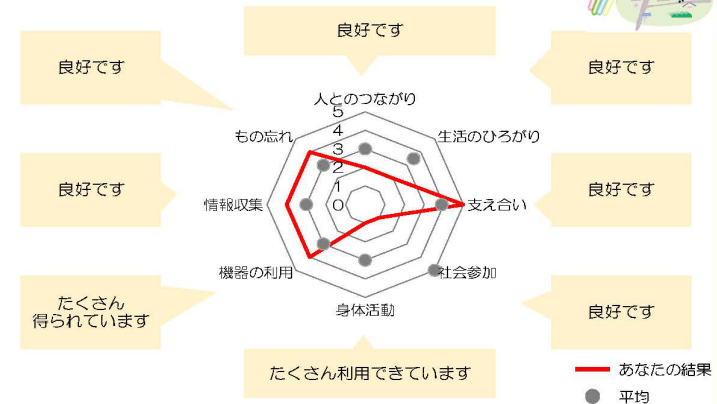 良好です
良好です
良好です
人とのつながり
5
4
3
2
1
0
もの忘れ
生活のひろがり
良好です
情報収集
支え合い
良好です
機器の利用
社会参加
たくさん
得られています
身体活動
良好です
たくさん利用できています
あなたの結果
平均